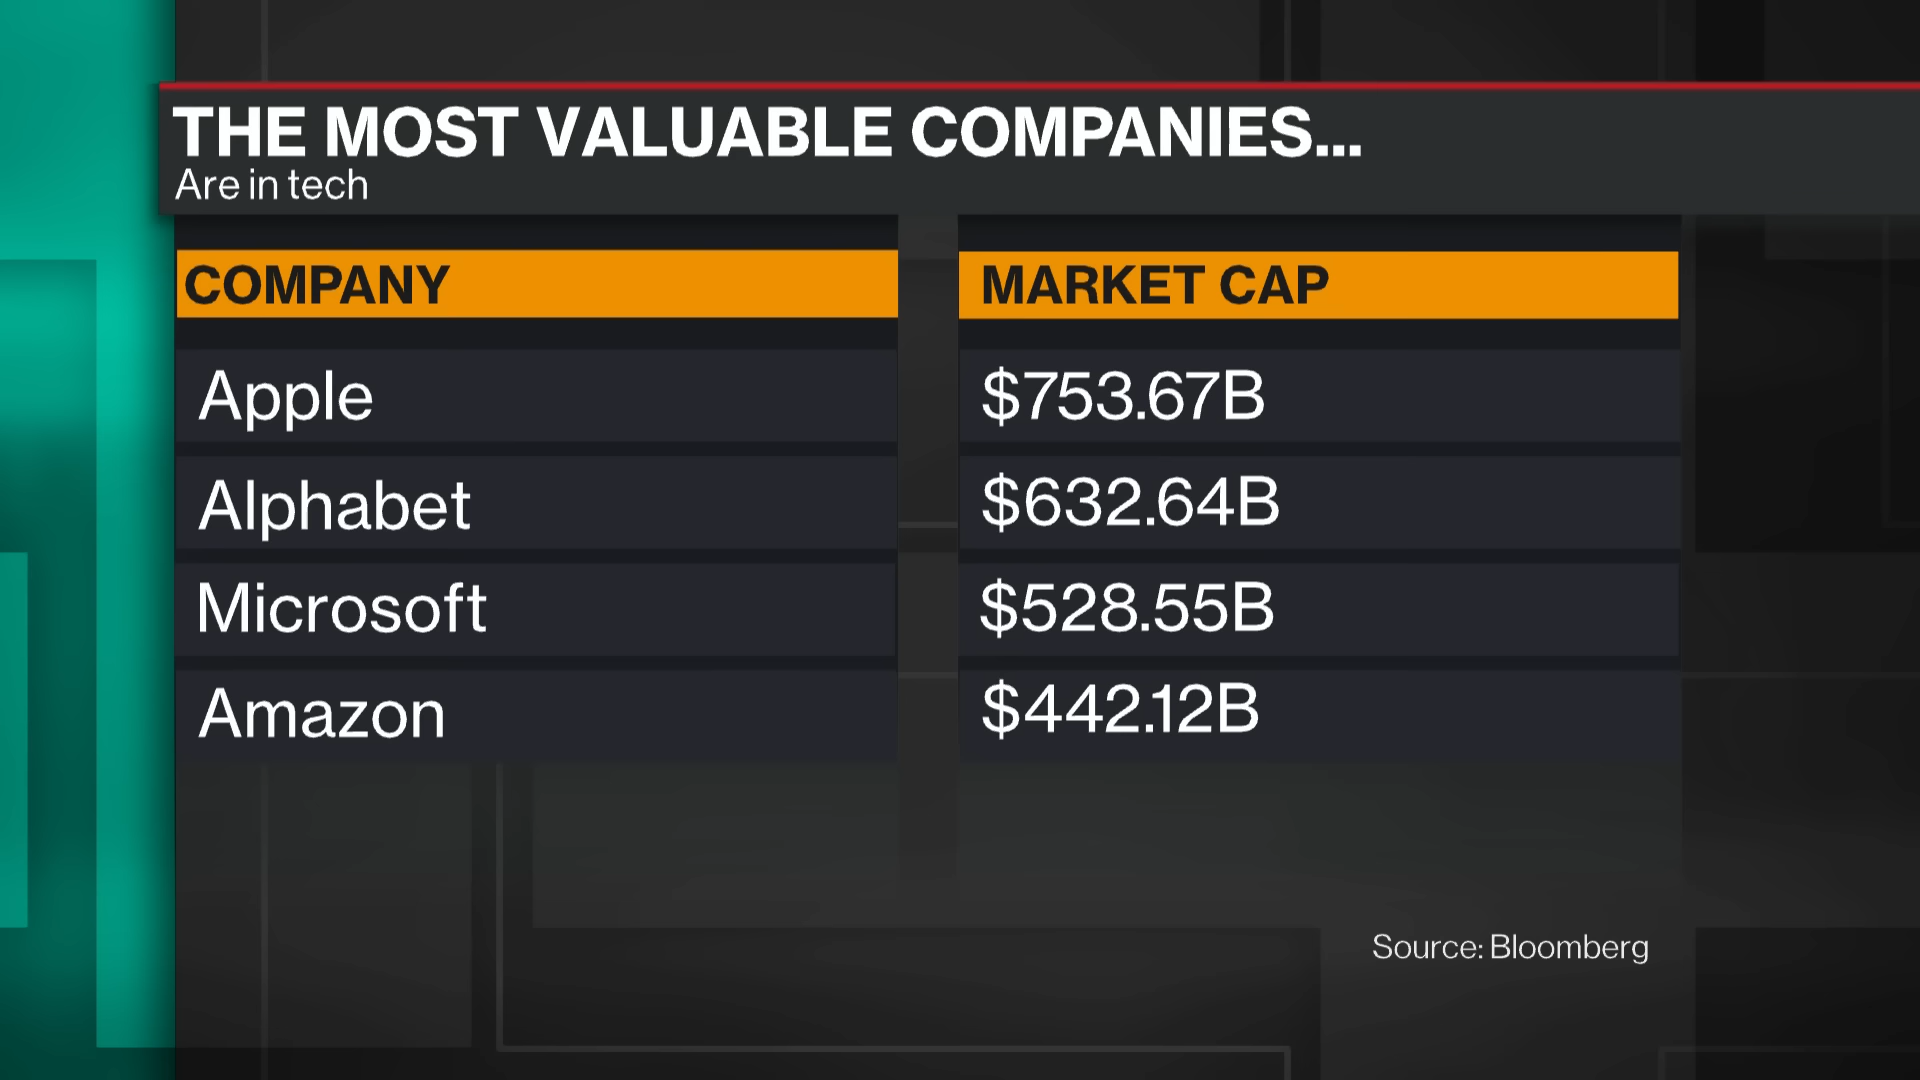 THE MOST VALUABLE COMPANIES...
Are in tech
COMPANY MARKET CAP
Apple $753.67B
Alphabet $632.64B
Microsoft $528.55B
Amazon $442.12B
Source: Bloomberg